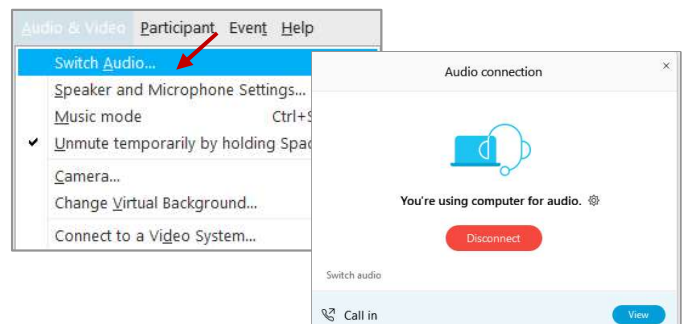 Audio & Video Participant Event Help
Switch Audio...
Speaker and Microphone Settings...
Music mode Ctrl+S
Unmute temporarily by holding Spac
Camera...
Change Virtual Background...
Connect to a Video System...
Audio connection
You're using computer for audio.
Disconnect
Switch audio
Call in View